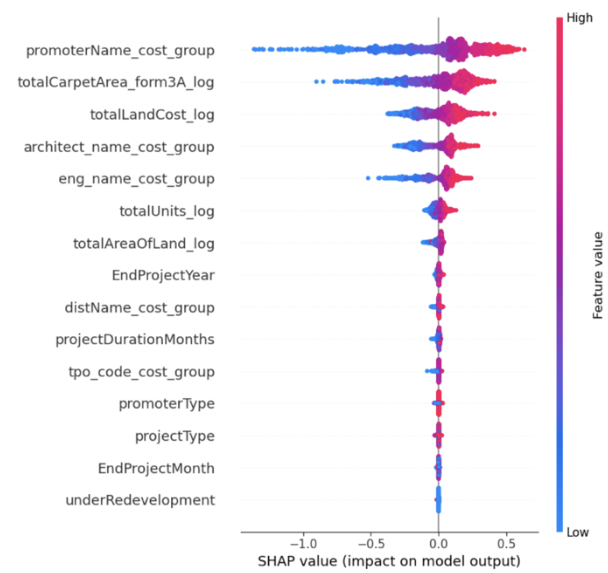 High
promoterName_cost_group
totalCarpetArea_form3A_log
totalLandCost_log
architect_name_cost_group
eng_name_cost_group
totalUnits_log
totalAreaOfLand_log
EndProjectYear
distName_cost_group
projectDurationMonths
tpo_code_cost_group
promoterType
projectType
EndProjectMonth
underRedevelopment
Feature value
Low
−1.0 −0.5 0.0 0.5
SHAP value (impact on model output)